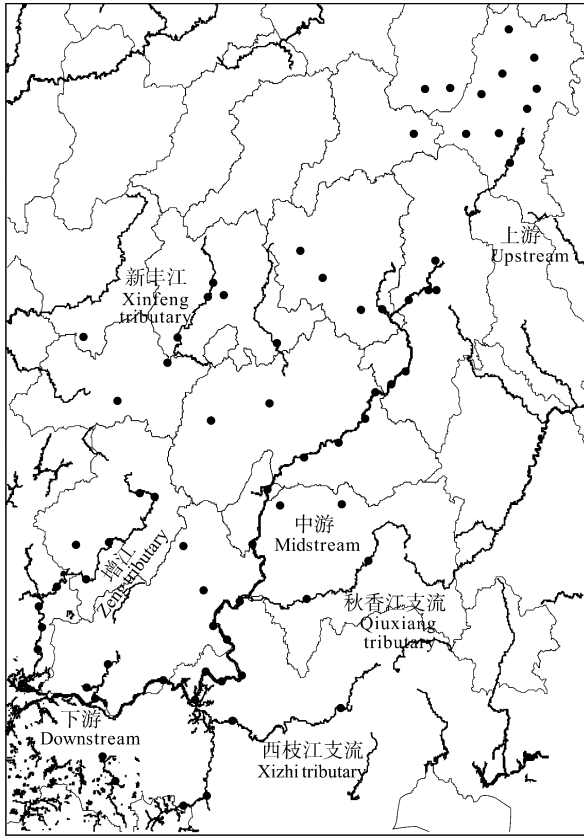 上游
Upstream
新丰江
Xinfeng
tributary
中游
Midstream
增江
Zeng tributary
秋香江支流
Qiuxiang
tributary
下游
Downstream
西枝江支流
Xizhi tributary